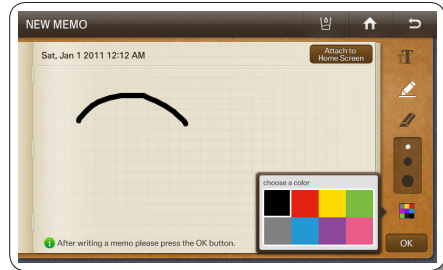 NEW MEMO
Sat, Jan 1 2011 12:12 AM
Attach to
Home Screen
T
choose a color
After writing a memo please press the OK button.
OK